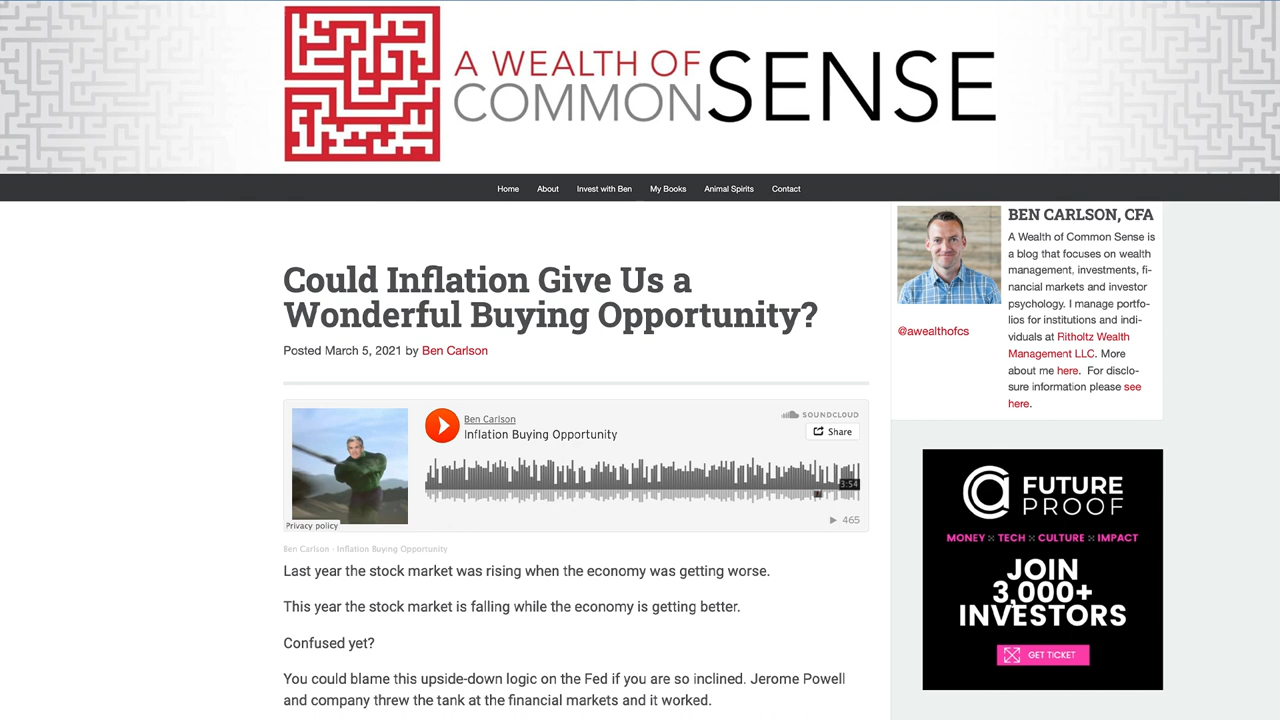 A WEALTH OF
COMMON SENSE
Home About Invest with Ben My Books Animal Spirits Contact
Could Inflation Give Us a
Wonderful Buying Opportunity?
Posted March 5, 2021 by Ben Carlson
Ben Carlson
Inflation Buying Opportunity
SOUNDCLOUD
Share
3:54
465
Privacy policy
Ben Carlson · Inflation Buying Opportunity
Last year the stock market was rising when the economy was getting worse.
This year the stock market is falling while the economy is getting better.
Confused yet?
You could blame this upside-down logic on the Fed if you are so inclined. Jerome Powell
and company threw the tank at the financial markets and it worked.
BEN CARLSON, CFA
A Wealth of Common Sense is
a blog that focuses on wealth
management, investments, fi-
nancial markets and investor
psychology. I manage portfo-
lios for institutions and indi-
viduals at Ritholtz Wealth
Management LLC. More
about me here. For disclo-
sure information please see
here.
@awealthofcs
FUTURE
PROOF
MONEY TECH CULTURE IMPACT
JOIN
3,000+
INVESTORS
GET TICKET